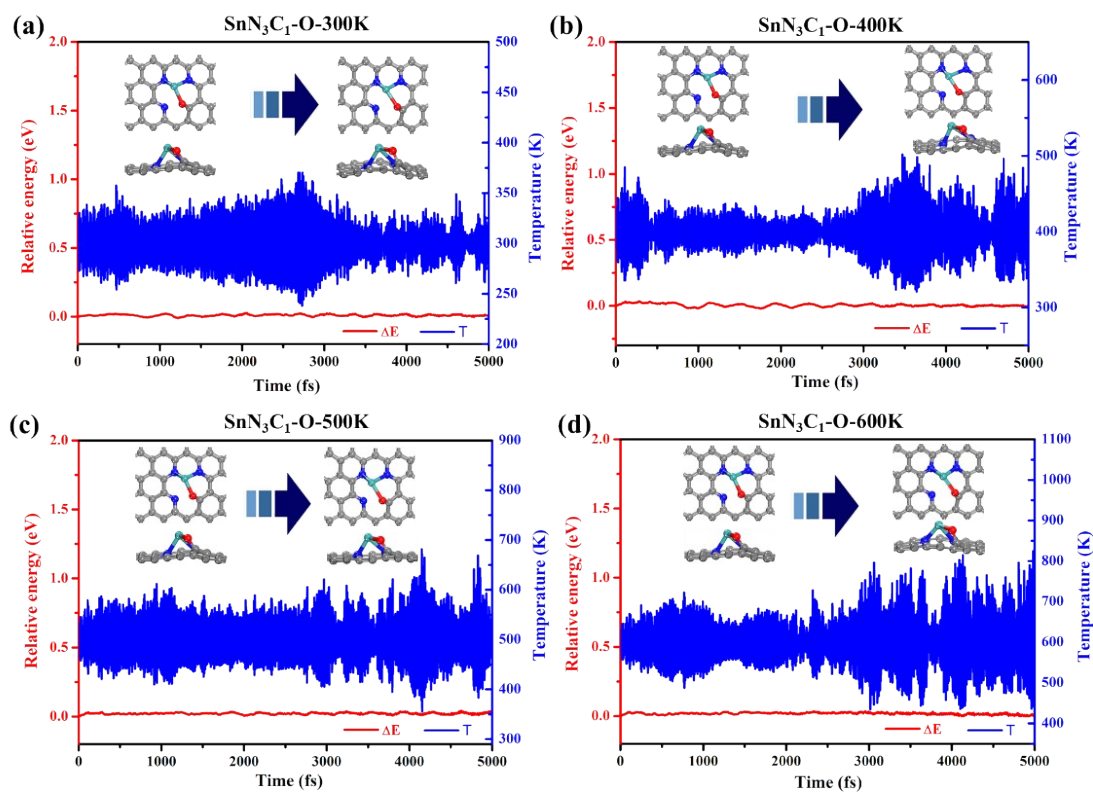 (a)
SnN₃C₁-O-300K
2.0
1.5
1.0
0.5
0.0
Relative energy (eV)
500
450
400
350
300
250
200
Temperature (K)
ΔE T
0 1000 2000 3000 4000 5000
Time (fs)
(b)
SnN₃C₁-O-400K
2.0
1.5
1.0
0.5
0.0
Relative energy (eV)
600
500
400
300
Temperature (K)
ΔE T
0 1000 2000 3000 4000 5000
Time (fs)
(c)
SnN₃C₁-O-500K
2.0
1.5
1.0
0.5
0.0
Relative energy (eV)
900
800
700
600
500
400
300
Temperature (K)
ΔE T
0 1000 2000 3000 4000 5000
Time (fs)
(d)
SnN₃C₁-O-600K
2.0
1.5
1.0
0.5
0.0
Relative energy (eV)
1100
1000
900
800
700
600
500
400
Temperature (K)
ΔE T
0 1000 2000 3000 4000 5000
Time (fs)